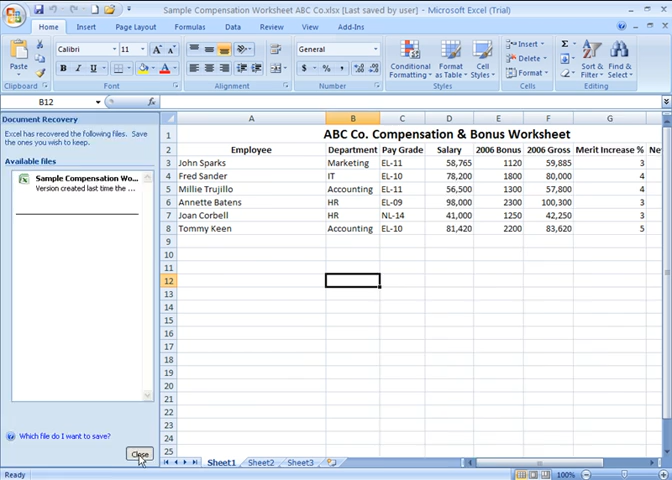 Sample Compensation Worksheet ABC Co.xlsx [Last saved by user] - Microsoft Excel (Trial)
Home Insert Page Layout Formulas Data Review View Add-Ins
Paste Calibri 11 General Conditional Formatting Format as Table Cell Styles Insert Delete Format Sort & Filter Find & Select
Clipboard Font Alignment Number Styles Cells Editing
B12 fx
Document Recovery
Excel has recovered the following files. Save
the ones you wish to keep.
Available files
Sample Compensation Wo...
Version created last time the ...
Which file do I want to save?
Close
A B C D E F G
1 ABC Co. Compensation & Bonus Worksheet
2 Employee Department Pay Grade Salary 2006 Bonus 2006 Gross Merit Increase % Ne
3 John Sparks Marketing EL-11 58,765 1120 59,885 3
4 Fred Sander IT EL-10 78,200 1800 80,000 4
5 Millie Trujillo Accounting EL-11 56,500 1300 57,800 4
6 Annette Batens HR EL-09 98,000 2300 100,300 3
7 Joan Corbell HR NL-14 41,000 1250 42,250 3
8 Tommy Keen Accounting EL-10 81,420 2200 83,620 5
9
10
11
12
13
14
15
16
17
18
19
20
21
22
23
24
25
Sheet1 Sheet2 Sheet3
Ready 100%